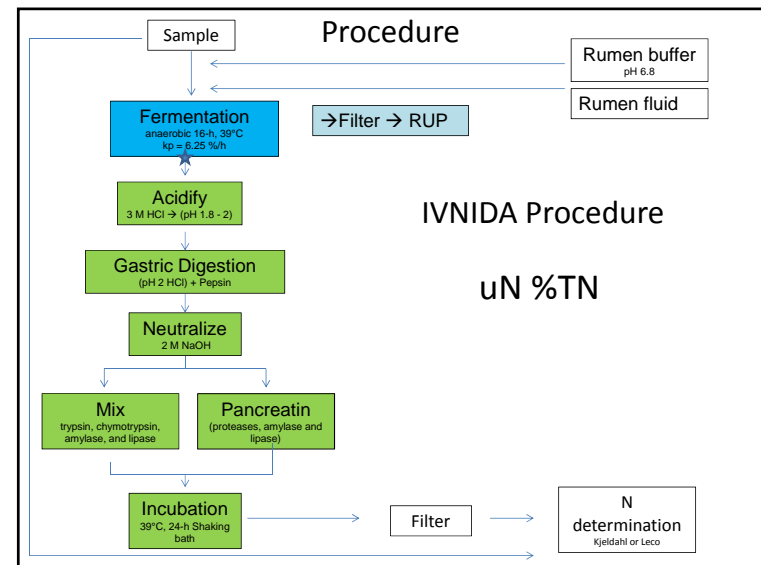 Procedure
Sample
Rumen buffer
pH 6.8
Rumen fluid
Fermentation
anaerobic 16-h, 39°C
kp = 6.25 %/h
→Filter → RUP
Acidify
3 M HCl → (pH 1.8 - 2)
IVNIDA Procedure
Gastric Digestion
(pH 2 HCl) + Pepsin
uN %TN
Neutralize
2 M NaOH
Mix
trypsin, chymotrypsin,
amylase, and lipase
Pancreatin
(proteases, amylase and
lipase)
Incubation
39°C, 24-h Shaking
bath
Filter
N
determination
Kjeldahl or Leco